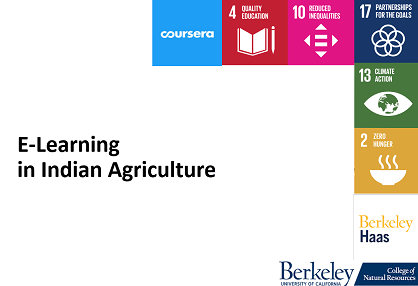 coursera
4 QUALITY
EDUCATION
10 REDUCED
INEQUALITIES
17 PARTNERSHIPS
FOR THE GOALS
13 CLIMATE
ACTION
2 ZERO
HUNGER
E-Learning
in Indian Agriculture
Berkeley
Haas
Berkeley
UNIVERSITY OF CALIFORNIA
College of
Natural Resources